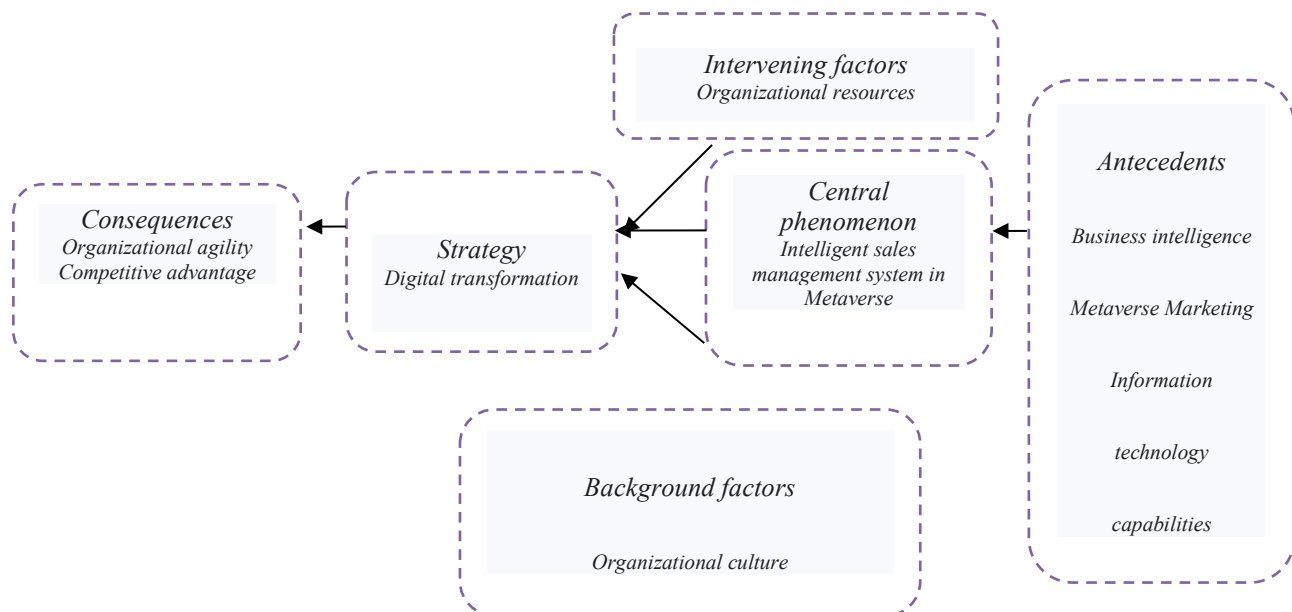 Intervening factors
Organizational resources
Antecedents
Business intelligence
Metaverse Marketing
Information
technology
capabilities
Central
phenomenon
Intelligent sales
management system in
Metaverse
Strategy
Digital transformation
Consequences
Organizational agility
Competitive advantage
Background factors
Organizational culture